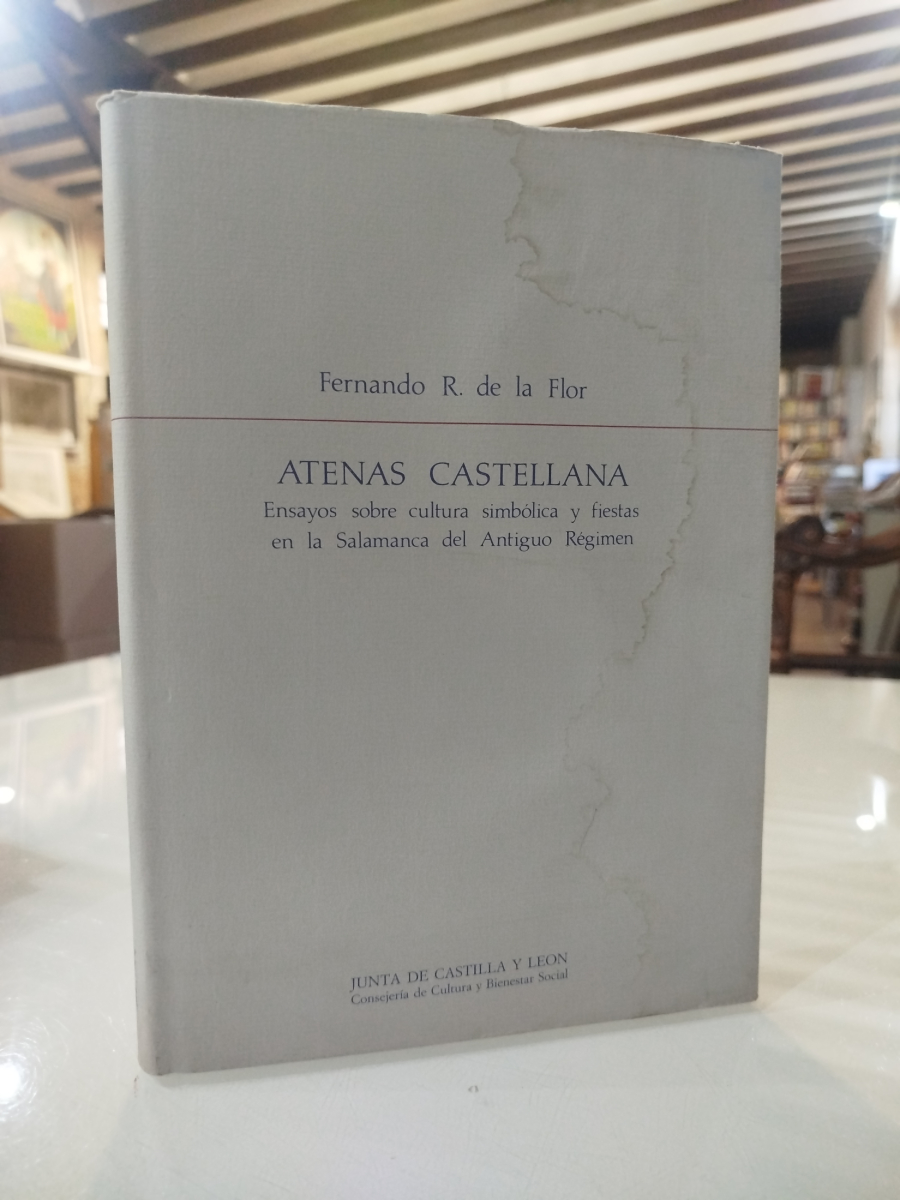 Fernando R. de la Flor
ATENAS CASTELLANA
Ensayos sobre cultura simbólica y fiestas
en la Salamanca del Antiguo Régimen
JUNTA DE CASTILLA Y LEON
Consejería de Cultura y Bienestar Social